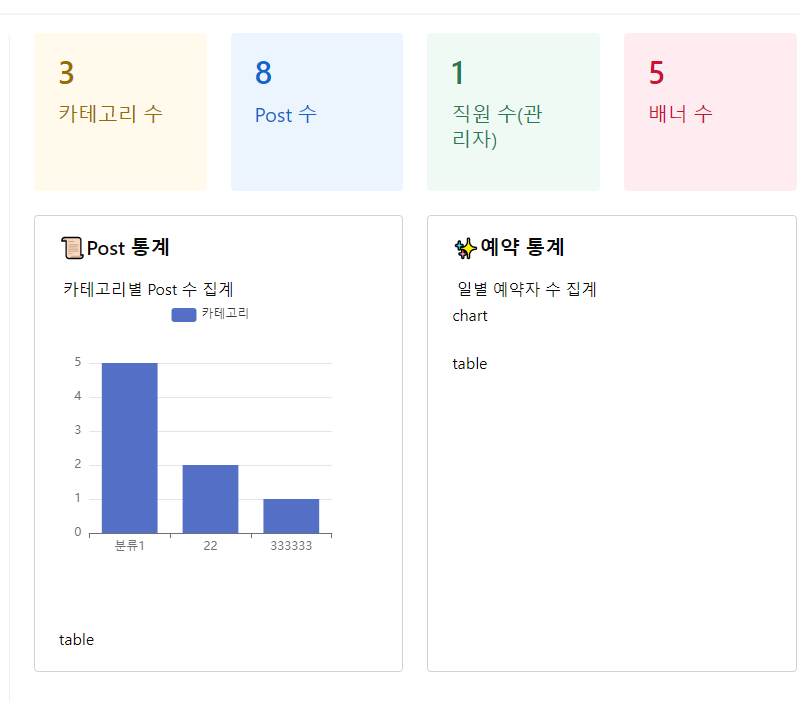 3
카테고리 수
8
Post 수
1
직원 수(관
리자)
5
배너 수
Post 통계
카테고리별 Post 수 집계
카테고리
5
4
3
2
1
0
분류1 22 333333
table
예약 통계
일별 예약자 수 집계
chart
table